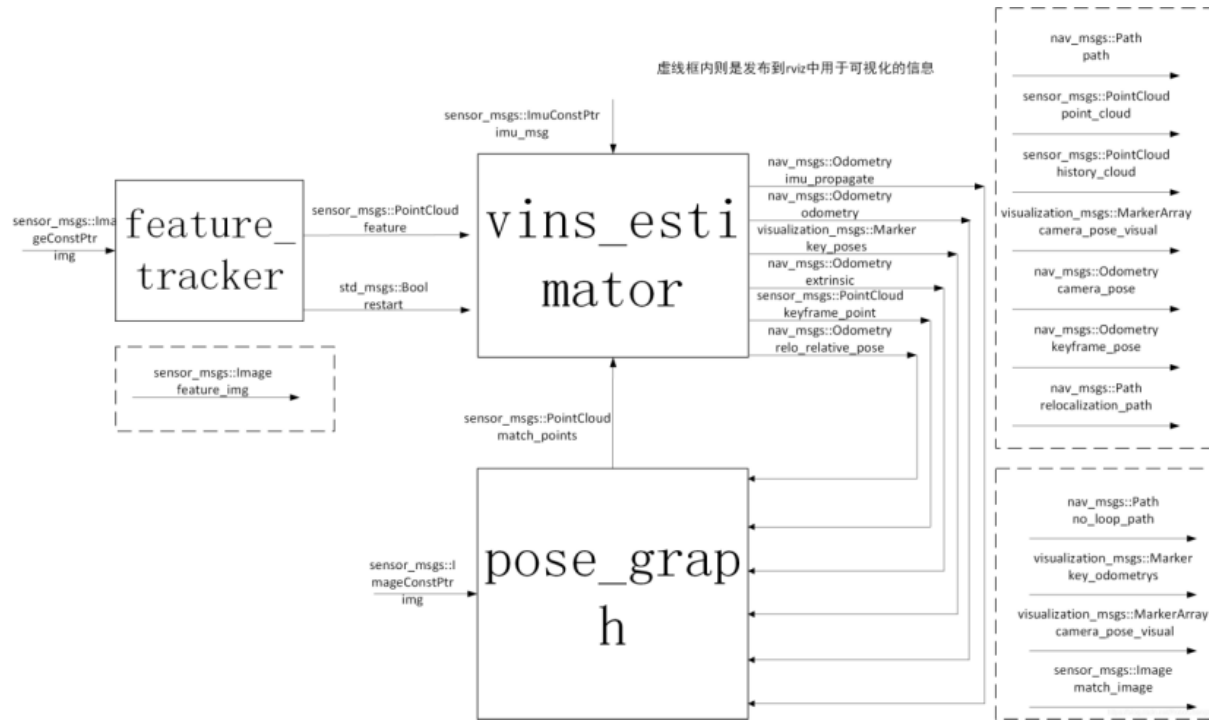 虚线框内则是发布到rviz中用于可视化的信息
sensor_msgs::ImuConstPtr
imu_msg
sensor_msgs::Ima
geConstPtr
img
feature_
tracker
sensor_msgs::PointCloud
feature
std_msgs::Bool
restart
sensor_msgs::Image
feature_img
vins_esti
mator
nav_msgs::Odometry
imu_propagate
nav_msgs::Odometry
odometry
visualization_msgs::Marker
key_poses
nav_msgs::Odometry
extrinsic
sensor_msgs::PointCloud
keyframe_point
nav_msgs::Odometry
relo_relative_pose
sensor_msgs::PointCloud
match_points
sensor_msgs::I
mageConstPtr
img
pose_grap
h
nav_msgs::Path
path
sensor_msgs::PointCloud
point_cloud
sensor_msgs::PointCloud
history_cloud
visualization_msgs::MarkerArray
camera_pose_visual
nav_msgs::Odometry
camera_pose
nav_msgs::Odometry
keyframe_pose
nav_msgs::Path
relocalization_path
nav_msgs::Path
no_loop_path
visualization_msgs::Marker
key_odometrys
visualization_msgs::MarkerArray
camera_pose_visual
sensor_msgs::Image
match_image